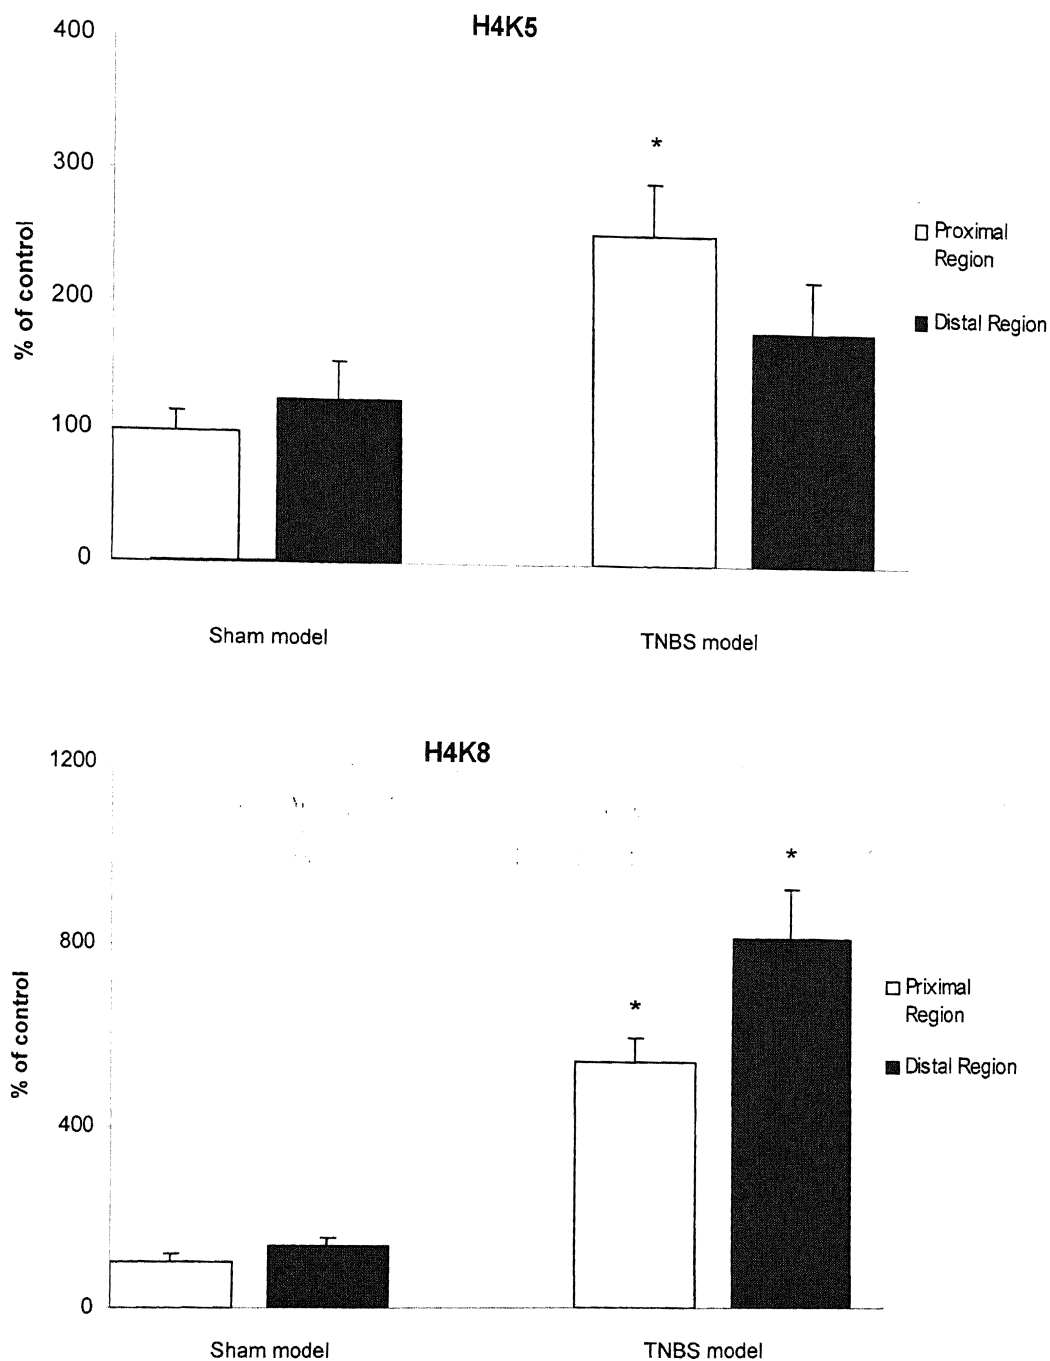 H4K5
400
300
200
100
0
% of control
*
Proximal
Region
Distal Region
Sham model
TNBS model
H4K8
1200
800
400
0
% of control
*
*
Priximal
Region
Distal Region
Sham model
TNBS model